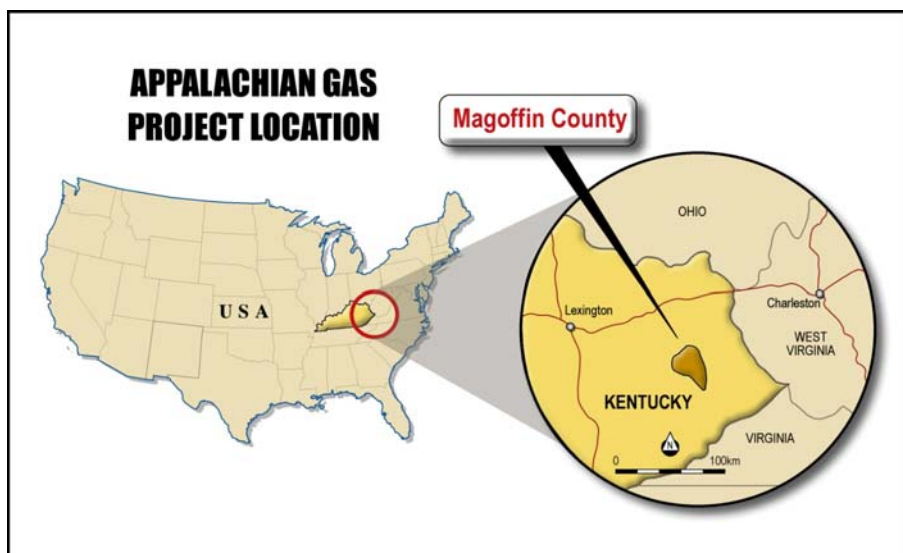 APPALACHIAN GAS
PROJECT LOCATION
Magoffin County
USA
OHIO
Lexington
Charleston
WEST
VIRGINIA
KENTUCKY
VIRGINIA
N
0
100km